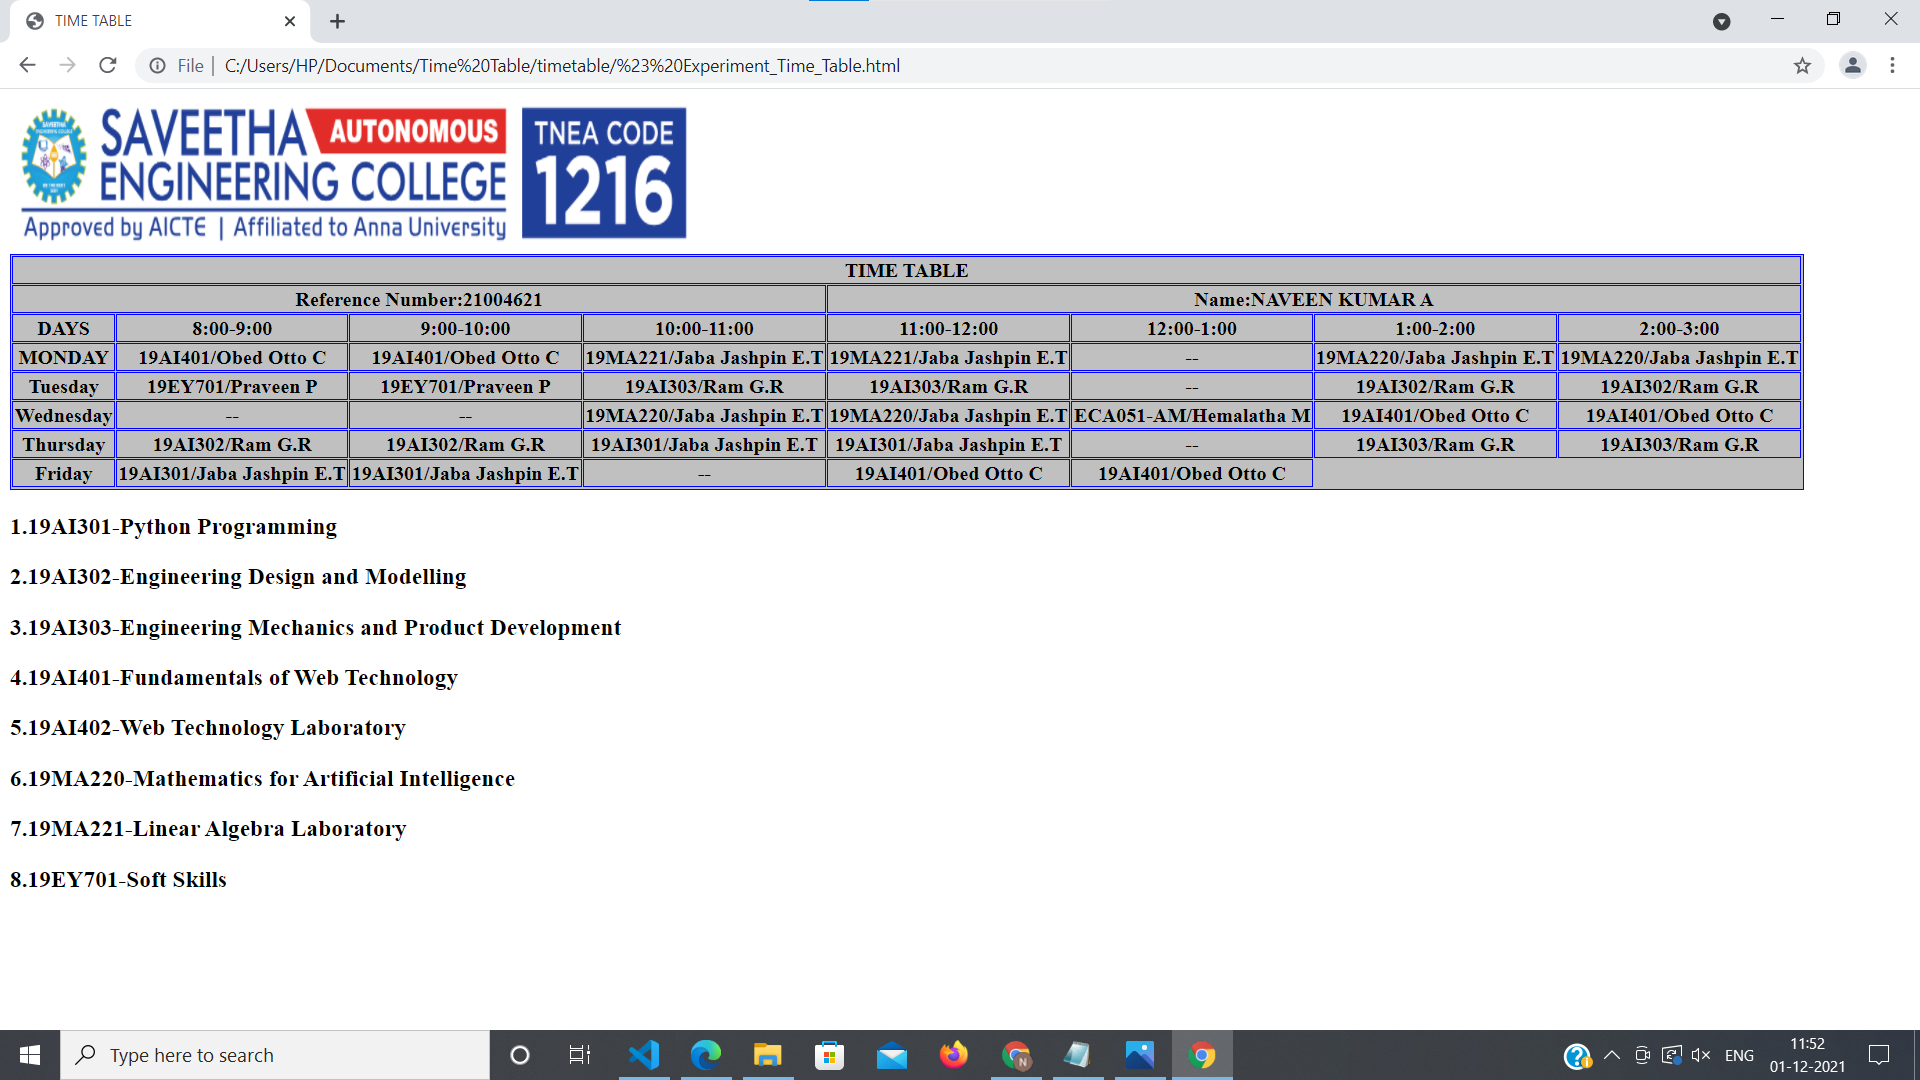 TIME TABLE
File | C:/Users/HP/Documents/Time%20Table/timetable/%23%20Experiment_Time_Table.html
SAVEETHA AUTONOMOUS
ENGINEERING COLLEGE
Approved by AICTE | Affiliated to Anna University
TNEA CODE
1216
TIME TABLE
Reference Number:21004621 Name:NAVEEN KUMAR A
DAYS 8:00-9:00 9:00-10:00 10:00-11:00 11:00-12:00 12:00-1:00 1:00-2:00 2:00-3:00
MONDAY 19AI401/Obed Otto C 19AI401/Obed Otto C 19MA221/Jaba Jashpin E.T 19MA221/Jaba Jashpin E.T -- 19MA220/Jaba Jashpin E.T 19MA220/Jaba Jashpin E.T
Tuesday 19EY701/Praveen P 19EY701/Praveen P 19AI303/Ram G.R 19AI303/Ram G.R -- 19AI302/Ram G.R 19AI302/Ram G.R
Wednesday -- -- 19MA220/Jaba Jashpin E.T 19MA220/Jaba Jashpin E.T ECA051-AM/Hemalatha M 19AI401/Obed Otto C 19AI401/Obed Otto C
Thursday 19AI302/Ram G.R 19AI302/Ram G.R 19AI301/Jaba Jashpin E.T 19AI301/Jaba Jashpin E.T -- 19AI303/Ram G.R 19AI303/Ram G.R
Friday 19AI301/Jaba Jashpin E.T 19AI301/Jaba Jashpin E.T -- 19AI401/Obed Otto C 19AI401/Obed Otto C
1.19AI301-Python Programming
2.19AI302-Engineering Design and Modelling
3.19AI303-Engineering Mechanics and Product Development
4.19AI401-Fundamentals of Web Technology
5.19AI402-Web Technology Laboratory
6.19MA220-Mathematics for Artificial Intelligence
7.19MA221-Linear Algebra Laboratory
8.19EY701-Soft Skills
Type here to search
N
ENG
11:52
01-12-2021